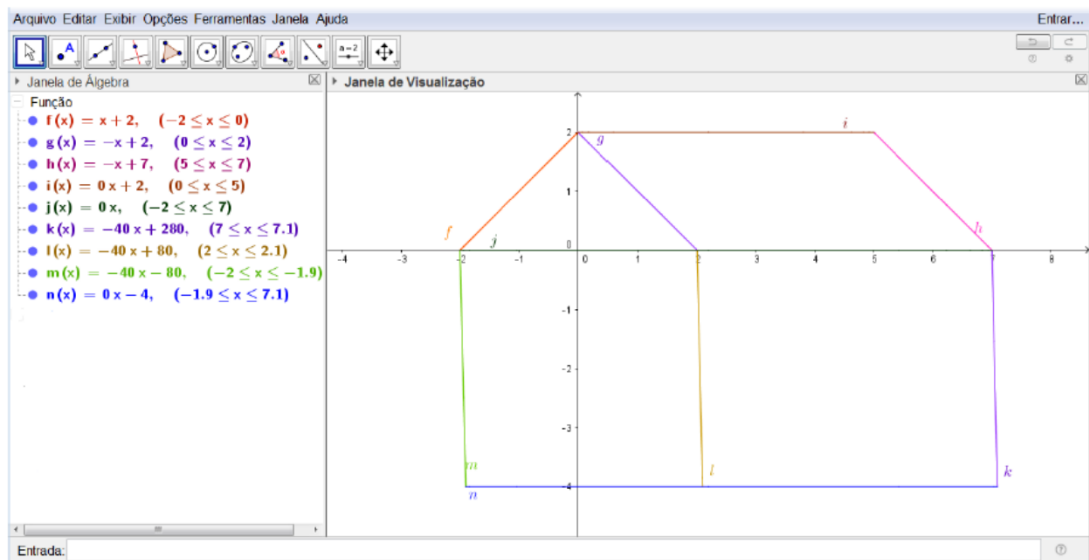 Arquivo Editar Exibir Opções Ferramentas Janela Ajuda Entrar...
A a=2
Janela de Álgebra
Janela de Visualização
Função
f(x) = x + 2, (−2 ≤ x ≤ 0)
g(x) = −x + 2, (0 ≤ x ≤ 2)
h(x) = −x + 7, (5 ≤ x ≤ 7)
i(x) = 0x + 2, (0 ≤ x ≤ 5)
j(x) = 0x, (−2 ≤ x ≤ 7)
k(x) = −40x + 280, (7 ≤ x ≤ 7.1)
l(x) = −40x + 80, (2 ≤ x ≤ 2.1)
m(x) = −40x − 80, (−2 ≤ x ≤ −1.9)
n(x) = 0x − 4, (−1.9 ≤ x ≤ 7.1)
i
2
g
1
f
j
h
0
-4 -3 -2 -1 0 1 2 3 4 5 6 7 8
-1
-2
-3
m
l
k
-4
n
Entrada: